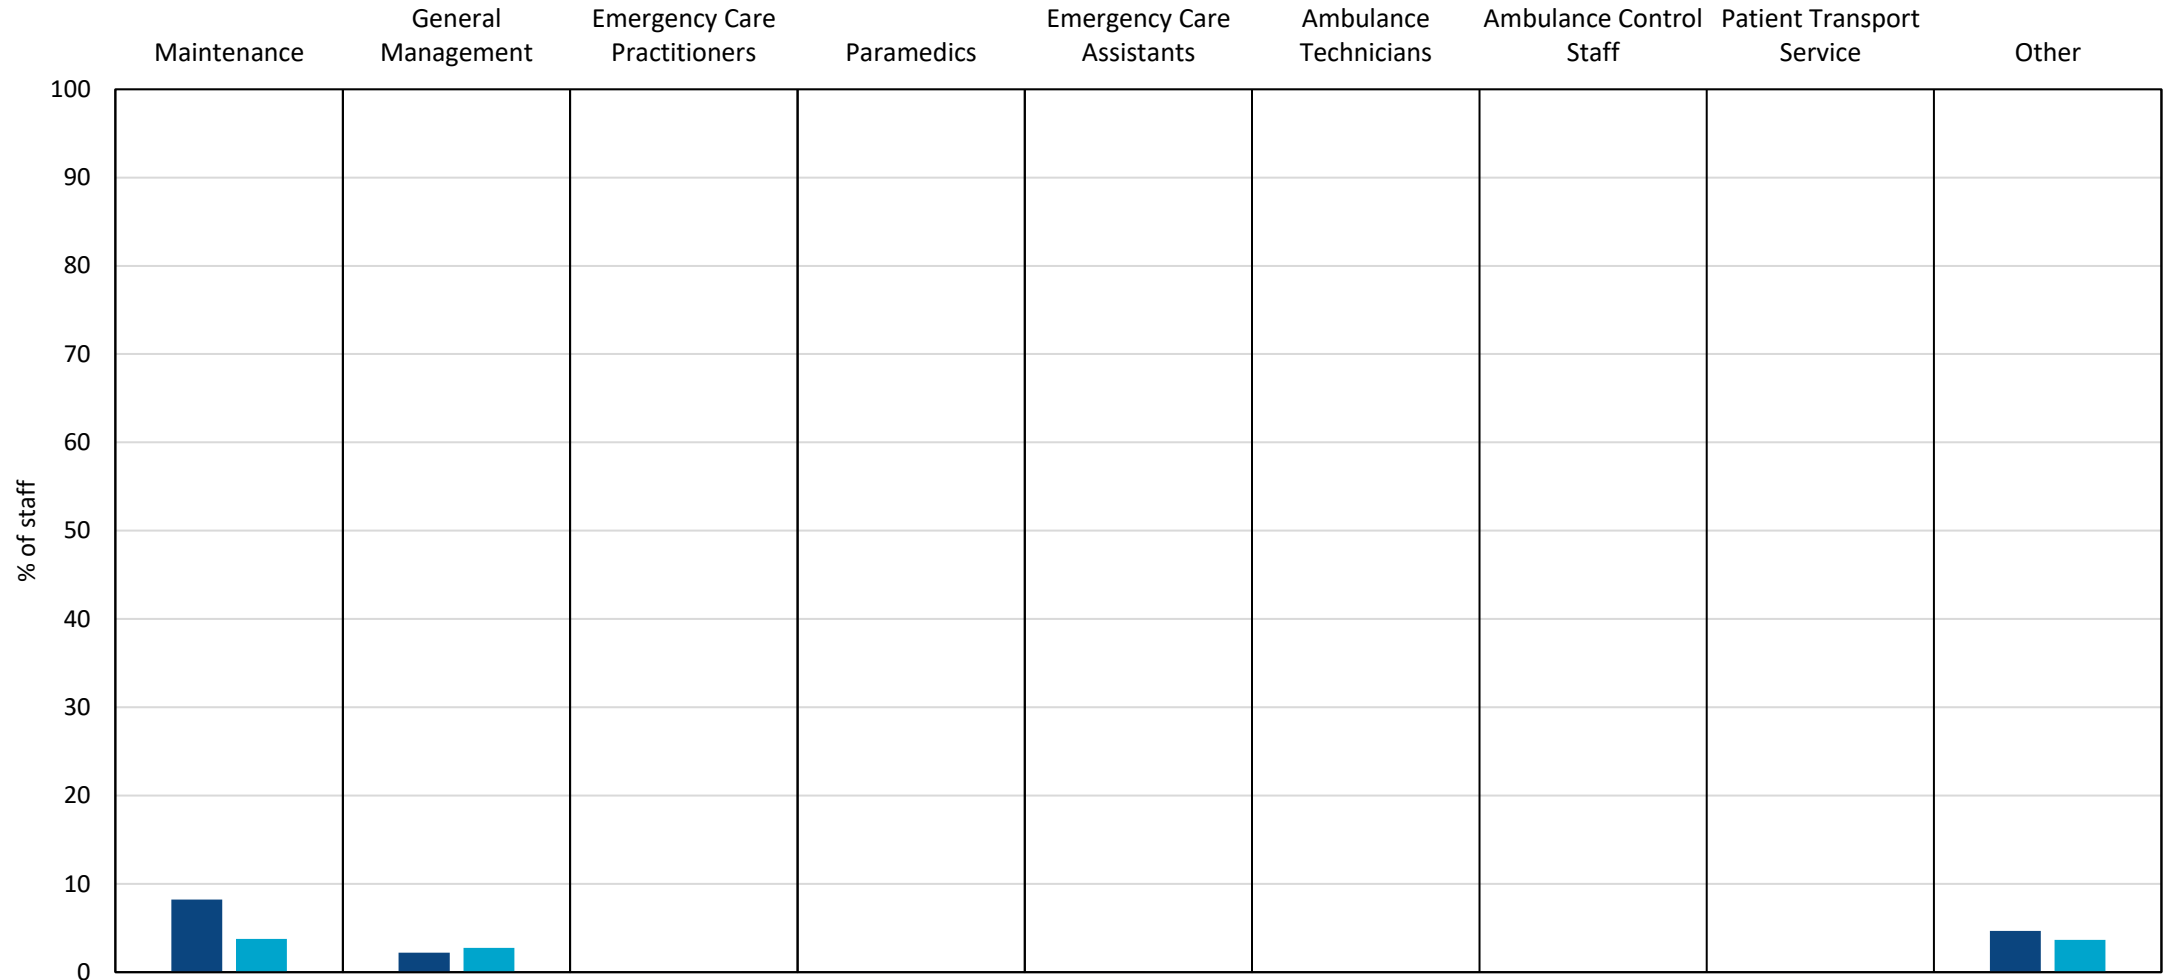 Maintenance
General
Management
Emergency Care
Practitioners
Paramedics
Emergency Care
Assistants
Ambulance
Technicians
Ambulance Control
Staff
Patient Transport
Service
Other
100
90
80
70
60
50
40
30
20
10
0
% of staff